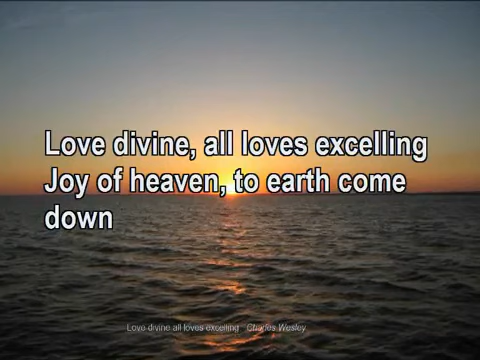 Love divine, all loves excelling
Joy of heaven, to earth come
down
Love divine all loves excelling   Charles Wesley